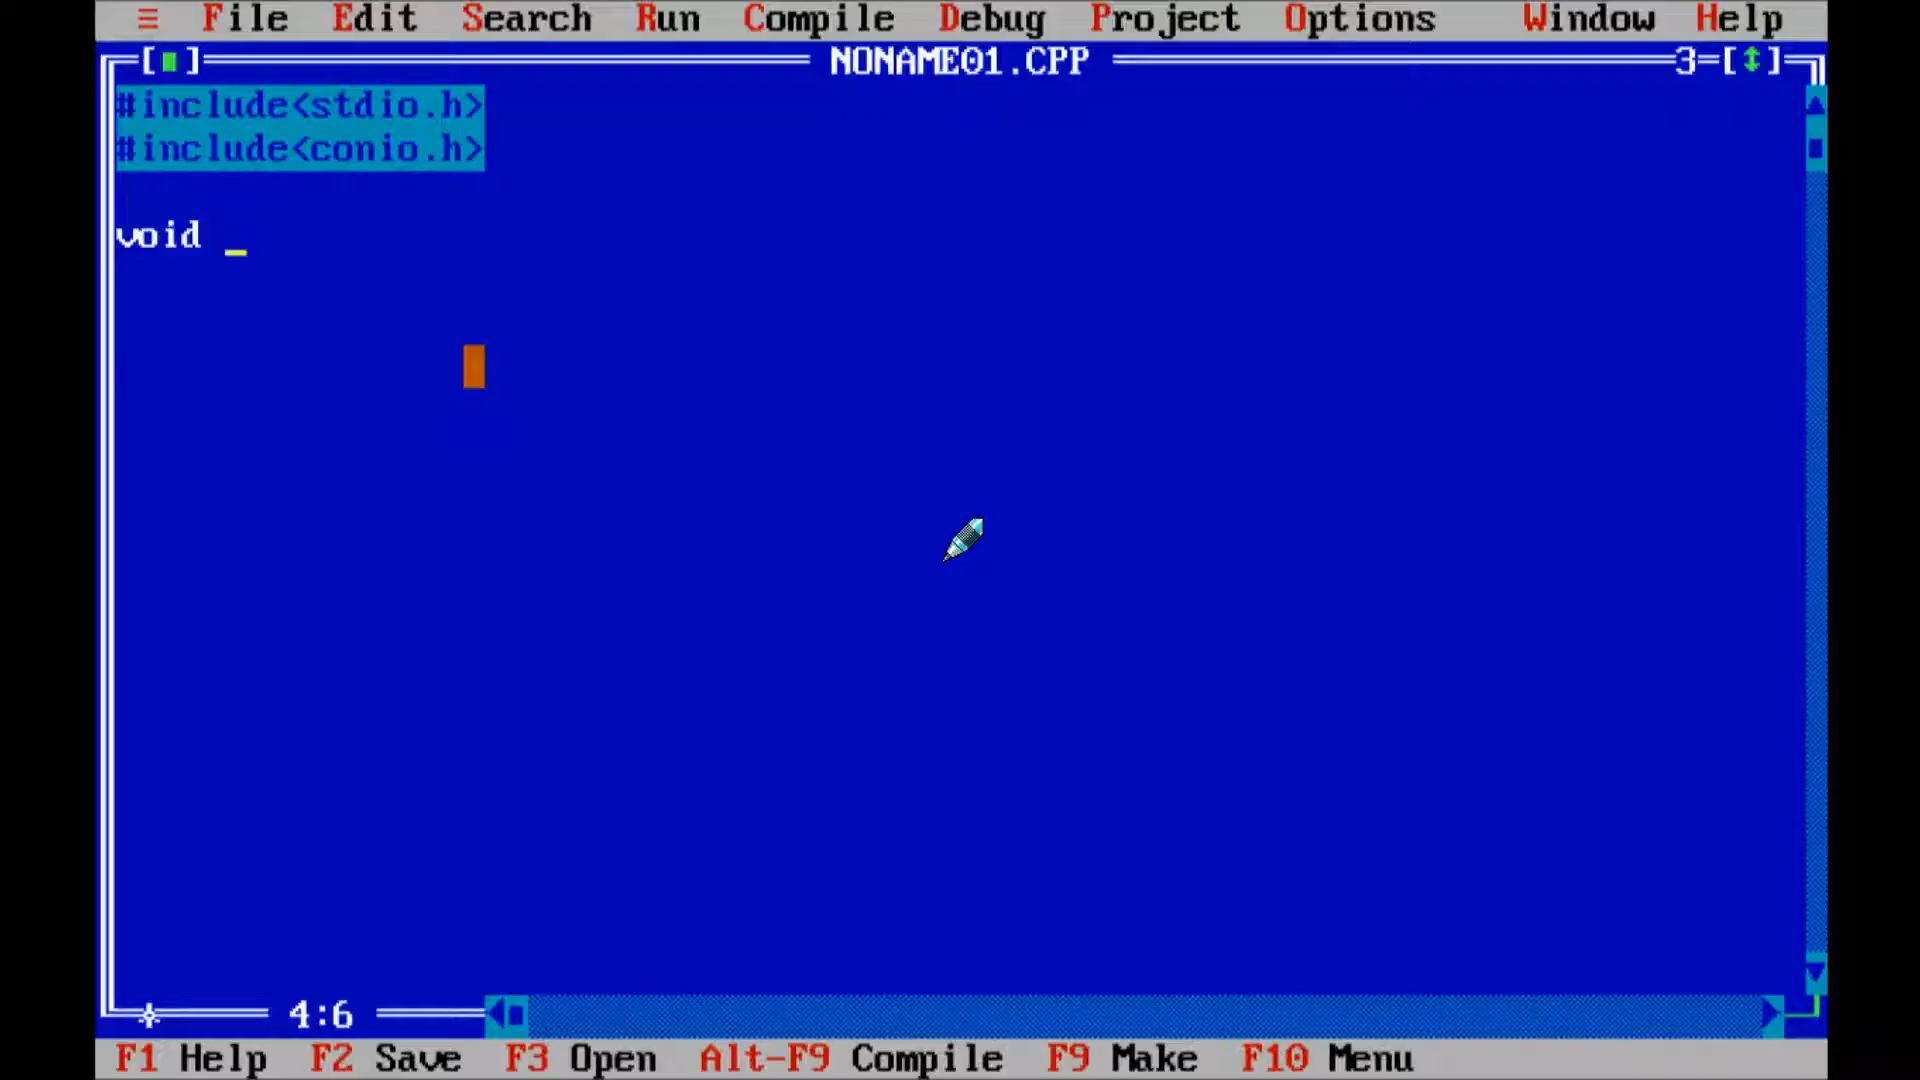 ≡ File Edit Search Run Compile Debug Project Options Window Help
[■] NONAME01.CPP 3=[↕]
#include<stdio.h>
#include<conio.h>
void _
4:6
F1 Help F2 Save F3 Open Alt-F9 Compile F9 Make F10 Menu